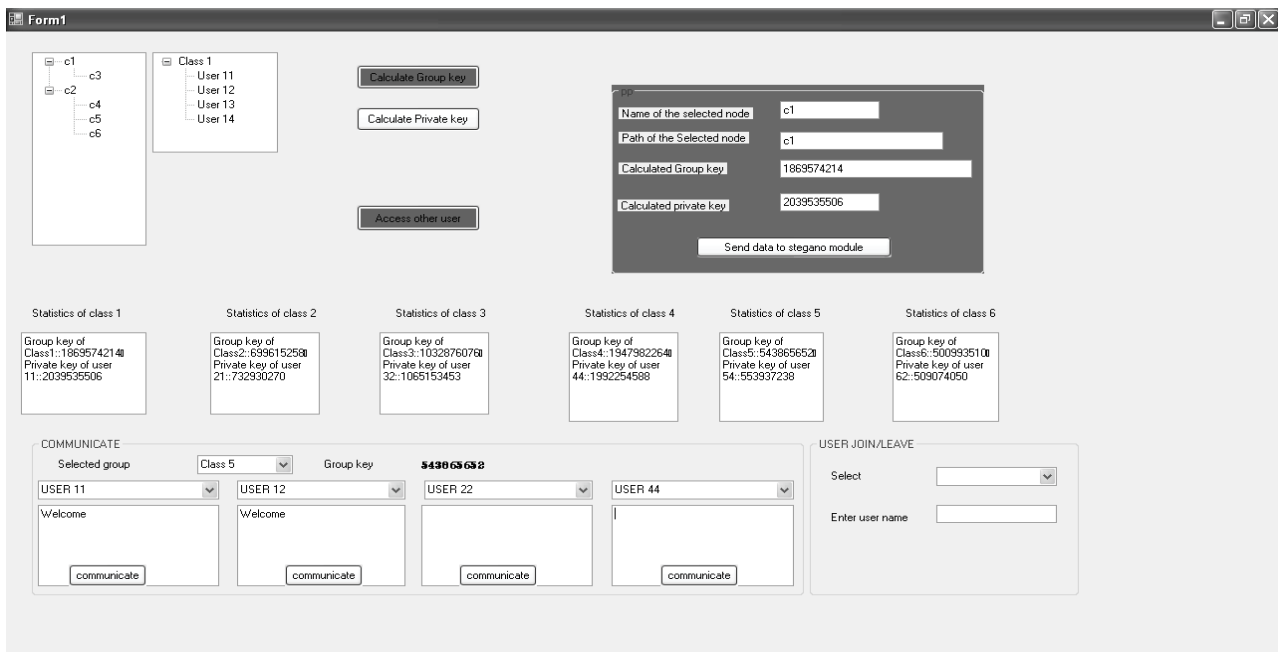 Form1
c1
c3
c2
c4
c5
c6
Class 1
User 11
User 12
User 13
User 14
Calculate Group key
Calculate Private key
Access other user
pp
Name of the selected node
c1
Path of the Selected node
c1
Calculated Group key
1869574214
Calculated private key
2039535506
Send data to stegano module
Statistics of class 1
Statistics of class 2
Statistics of class 3
Statistics of class 4
Statistics of class 5
Statistics of class 6
Group key of
Class1::1869574214
Private key of user
11::2039535506
Group key of
Class2::699615258
Private key of user
21::732930270
Group key of
Class3::1032876076
Private key of user
32::1065153453
Group key of
Class4::1947982264
Private key of user
44::1992254588
Group key of
Class5::543865652
Private key of user
54::553937238
Group key of
Class6::500993510
Private key of user
62::509074050
COMMUNICATE
Selected group
Class 5
Group key
543865652
USER 11
USER 12
USER 22
USER 44
Welcome
Welcome
communicate
communicate
communicate
communicate
USER JOIN/LEAVE
Select
Enter user name